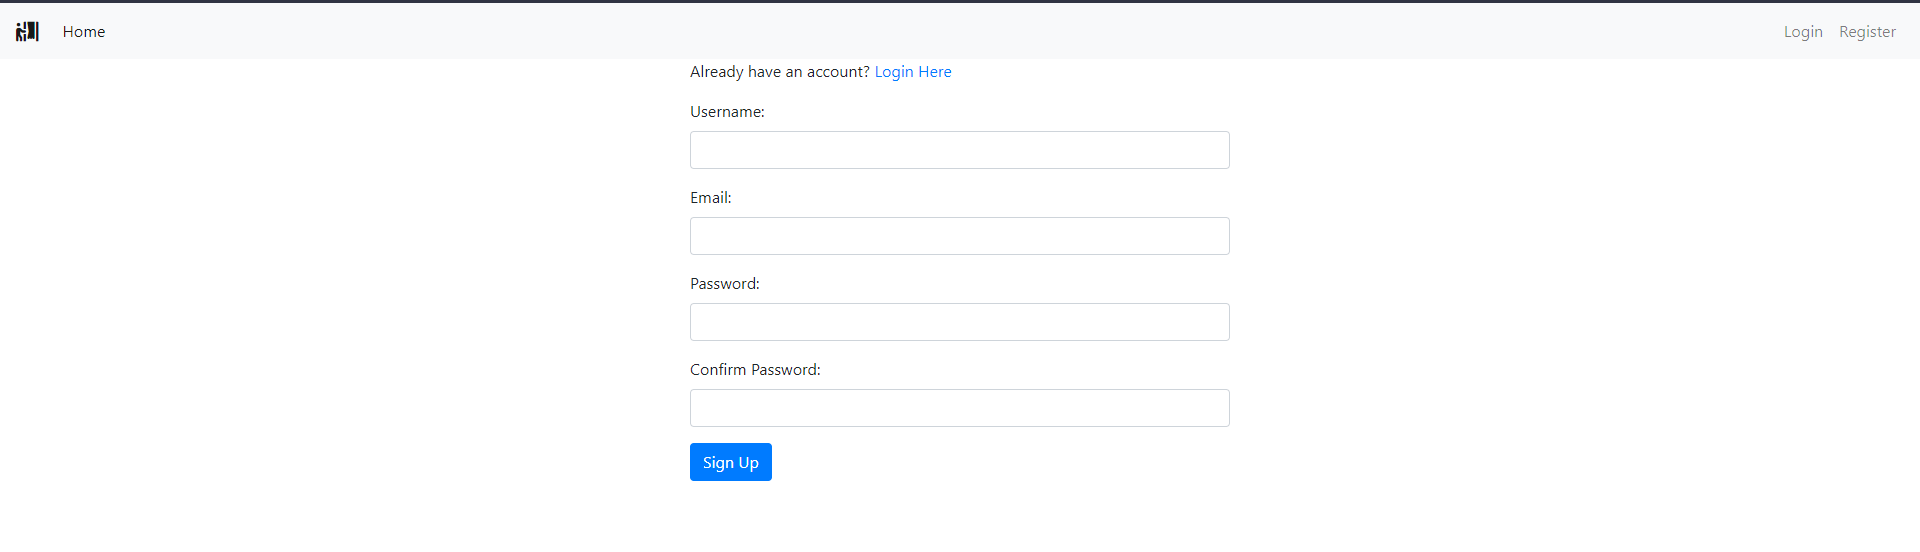 Home Login Register
Already have an account? Login Here
Username:
Email:
Password:
Confirm Password:
Sign Up